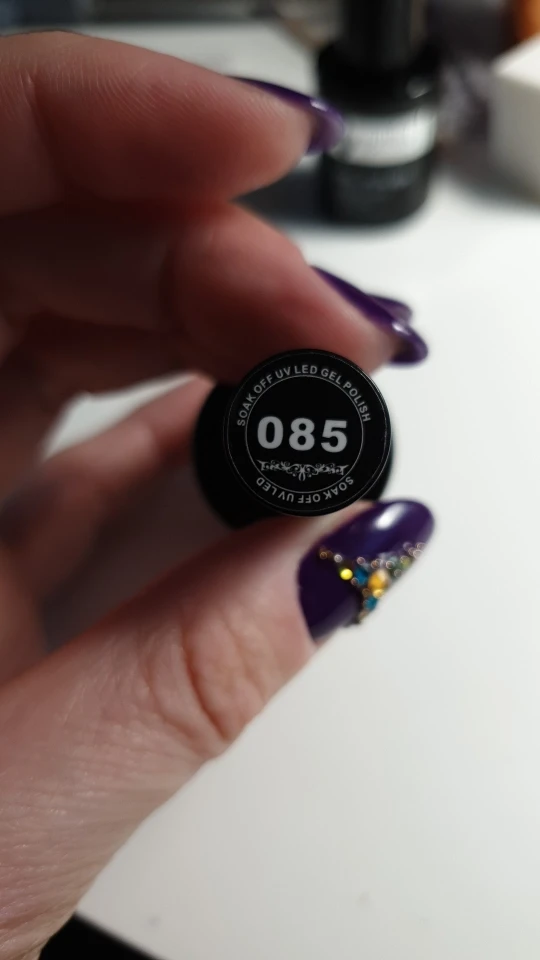 SOAK OFF UV LED GEL POLISH
085
SOAK OFF UV LED